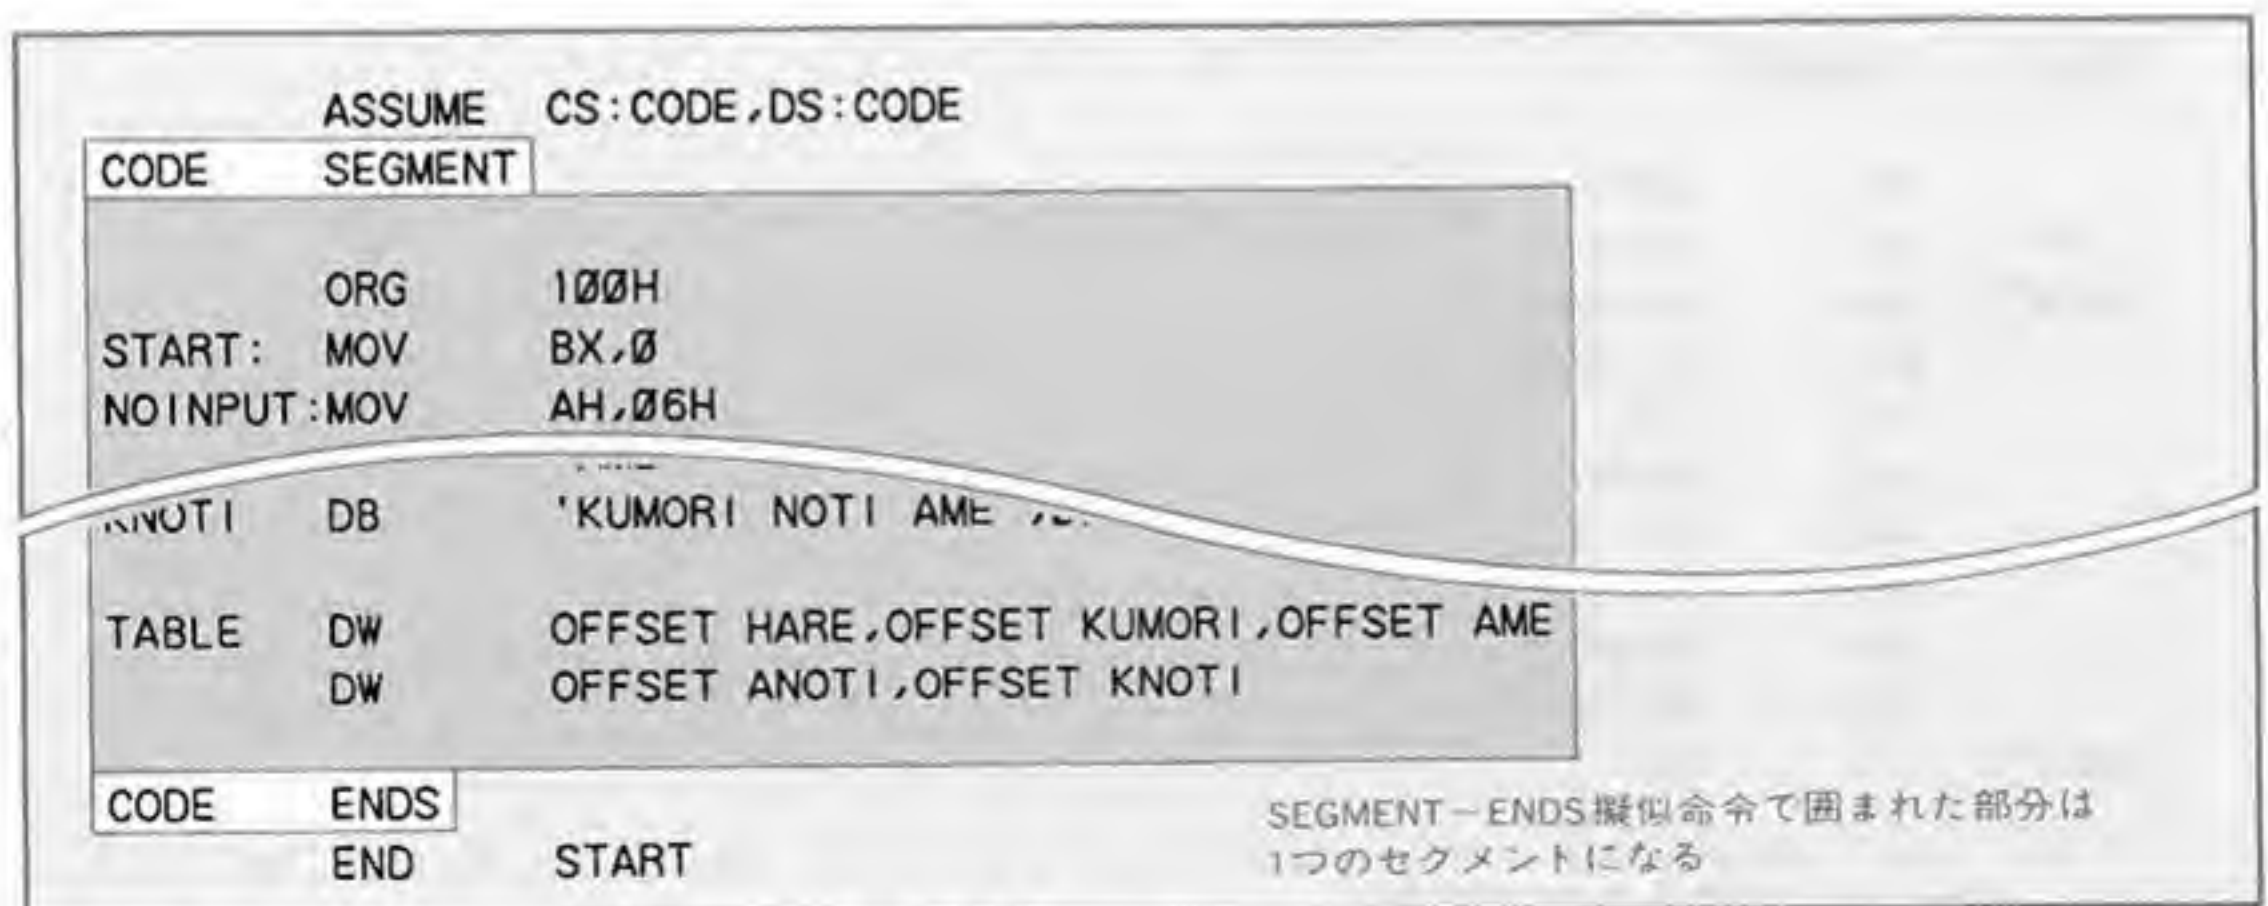 ASSUME CS:CODE,DS:CODE
CODE SEGMENT
ORG 1ØØH
START: MOV BX,Ø
NOINPUT:MOV AH,Ø6H
KNOTI DB 'KUMORI NOTI AME
TABLE DW OFFSET HARE,OFFSET KUMORI,OFFSET AME
DW OFFSET ANOTI,OFFSET KNOTI
CODE ENDS
END START
SEGMENT－ENDS擬似命令で囲まれた部分は
1つのセグメントになる